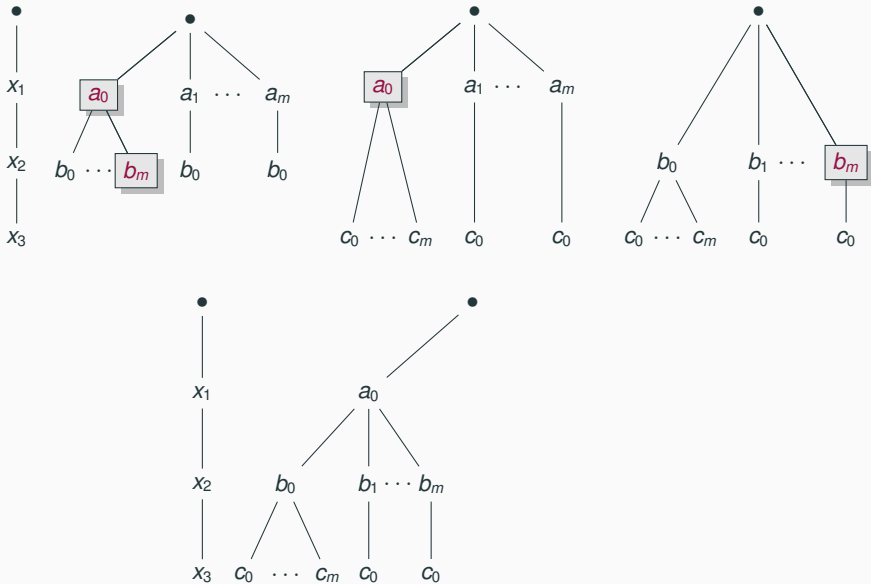 x₁ a₀ a₁ ··· aₘ a₀ a₁ ··· aₘ
x₂ b₀ ··· bₘ b₀ b₀ b₀ b₁ ··· bₘ
x₃ c₀ ··· cₘ c₀ c₀ c₀ ··· cₘ c₀ c₀
x₁ a₀
x₂ b₀ b₁ ··· bₘ
x₃ c₀ ··· cₘ c₀ c₀